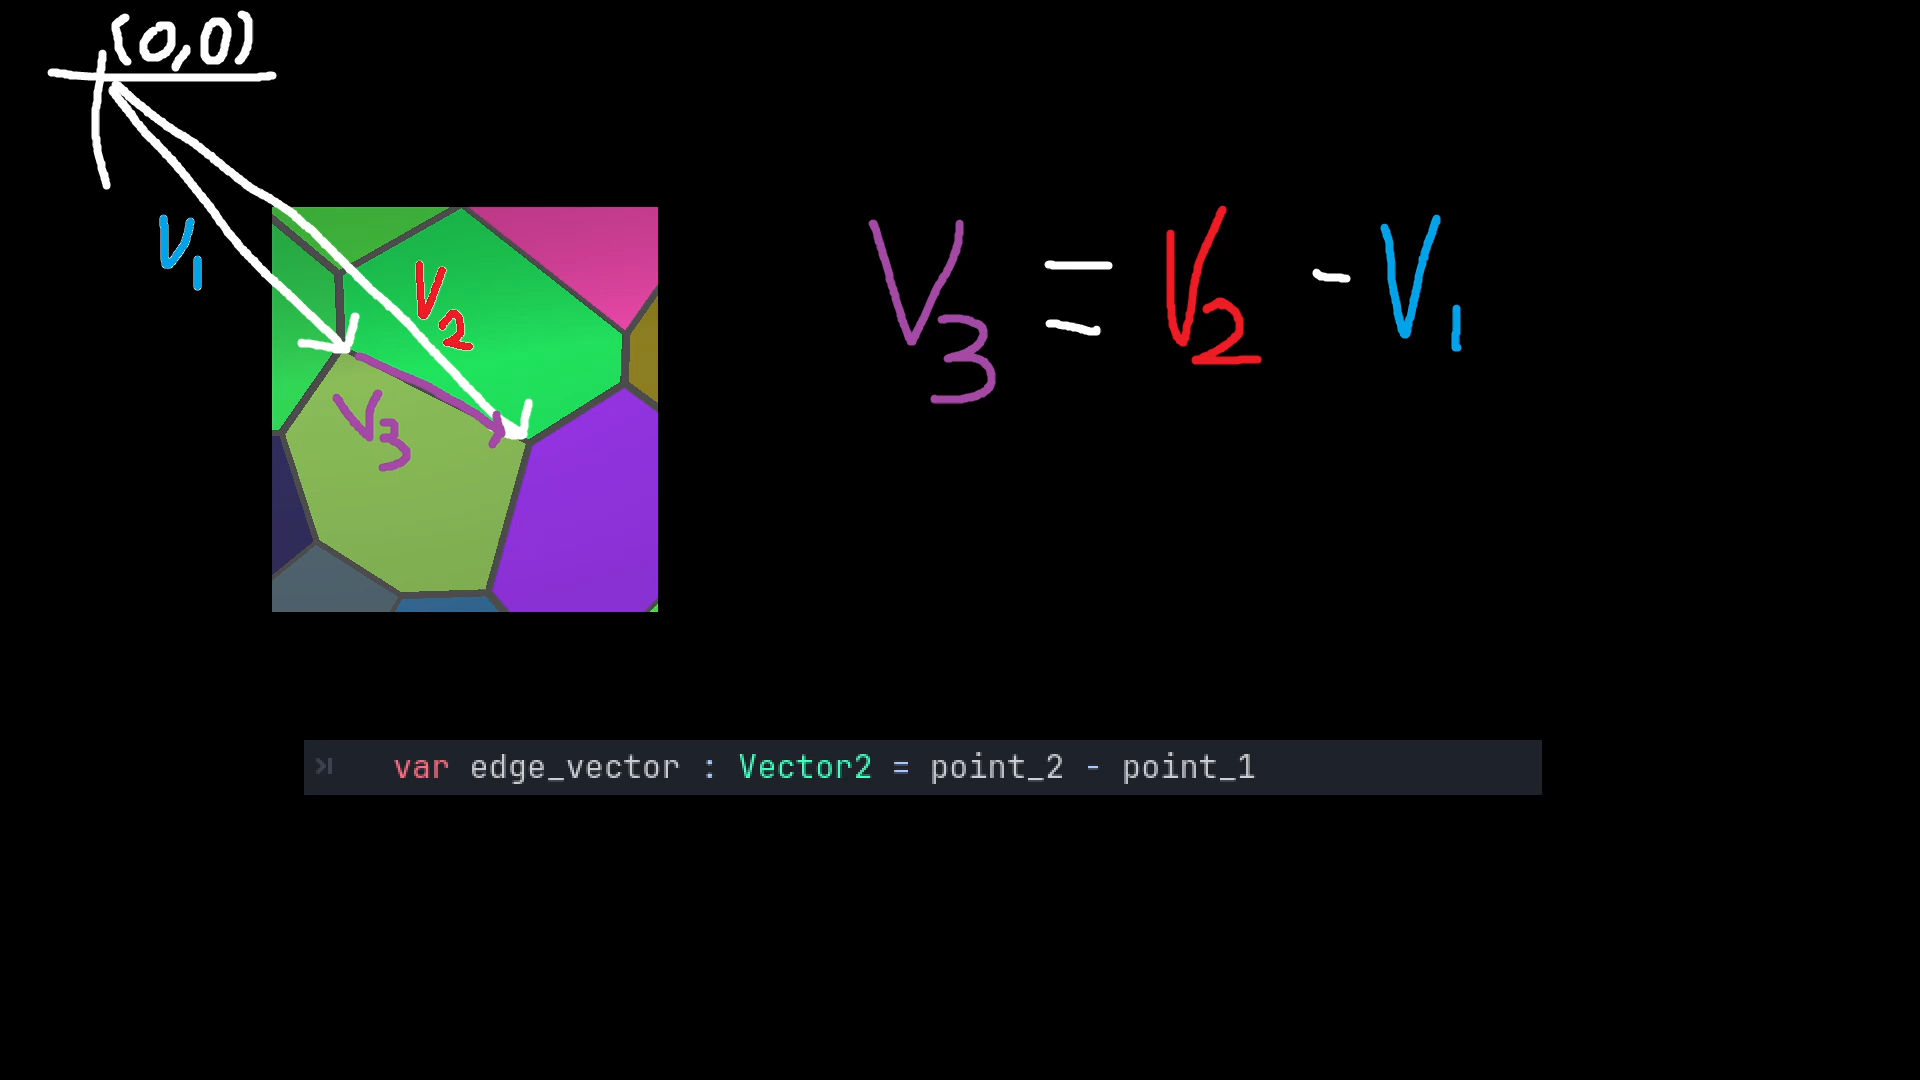 (0,0)
V1
V2
V3
V3 = V2 - V1
var edge_vector : Vector2 = point_2 - point_1